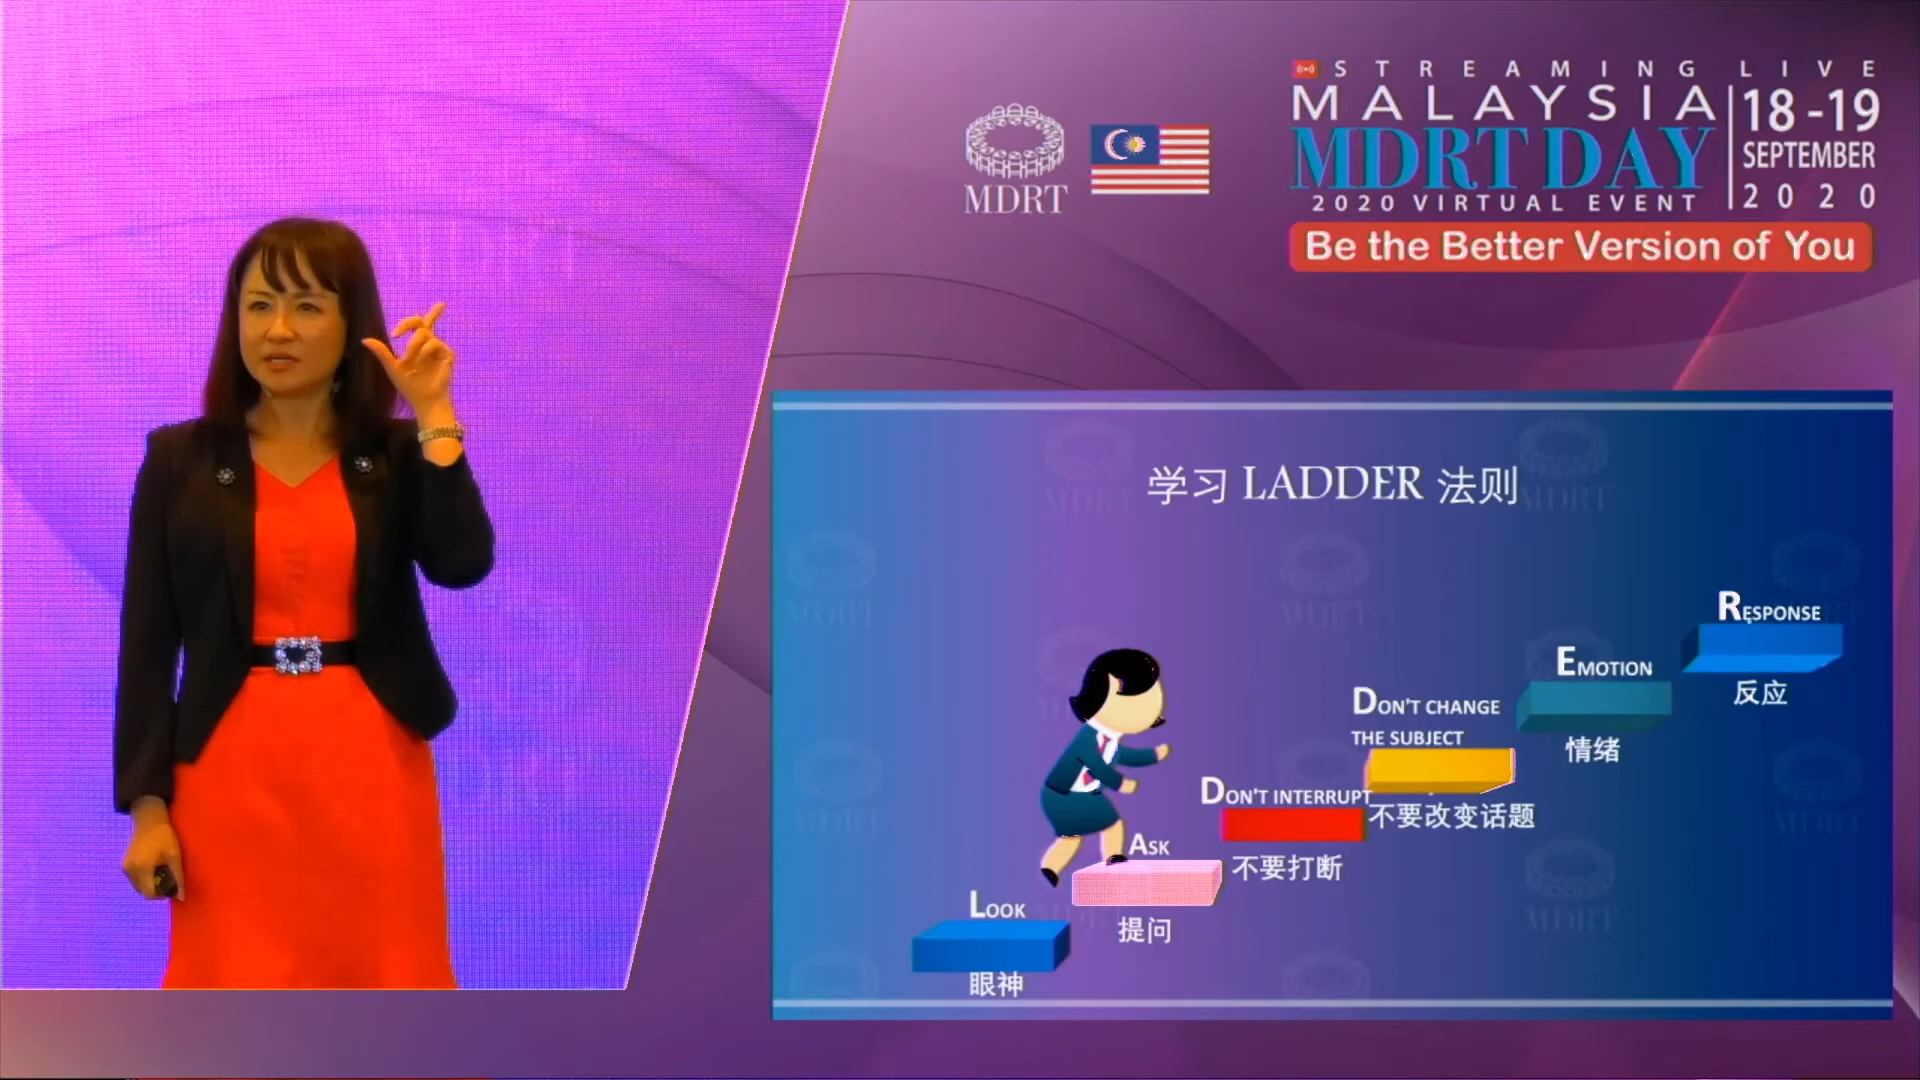 STREAMING LIVE
MALAYSIA
MDRT DAY
2020 VIRTUAL EVENT
18-19
SEPTEMBER
2020
Be the Better Version of You
MDRT
学习 LADDER 法则
RESPONSE
反应
EMOTION
情绪
DON'T CHANGE
THE SUBJECT
不要改变话题
DON'T INTERRUPT
不要打断
ASK
提问
LOOK
眼神